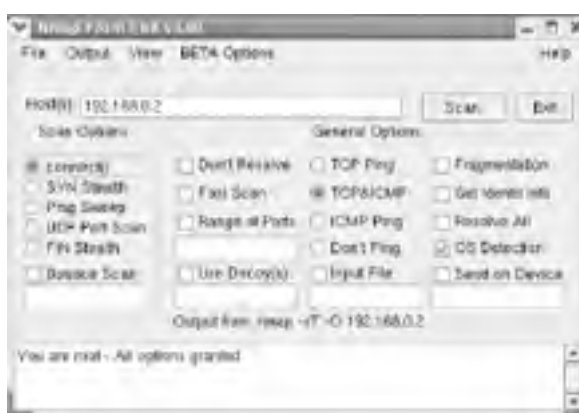 Nmap Front End
File Output View BETA Options Help
Host(s): 192.168.0.2 Scan. Exit
Scan Options: General Options:
connect() Don't Resolve TCP Ping Fragmentation
SYN Stealth Fast Scan TCP&ICMP Get Identd Info
Ping Sweep Range of Ports ICMP Ping Resolve All
UDP Port Scan Don't Ping OS Detection
FIN Stealth
Bounce Scan: Use Decoy(s): Input File: Send on Device:
Output from: nmap -sT -O 192.168.0.2
You are root - All options granted.